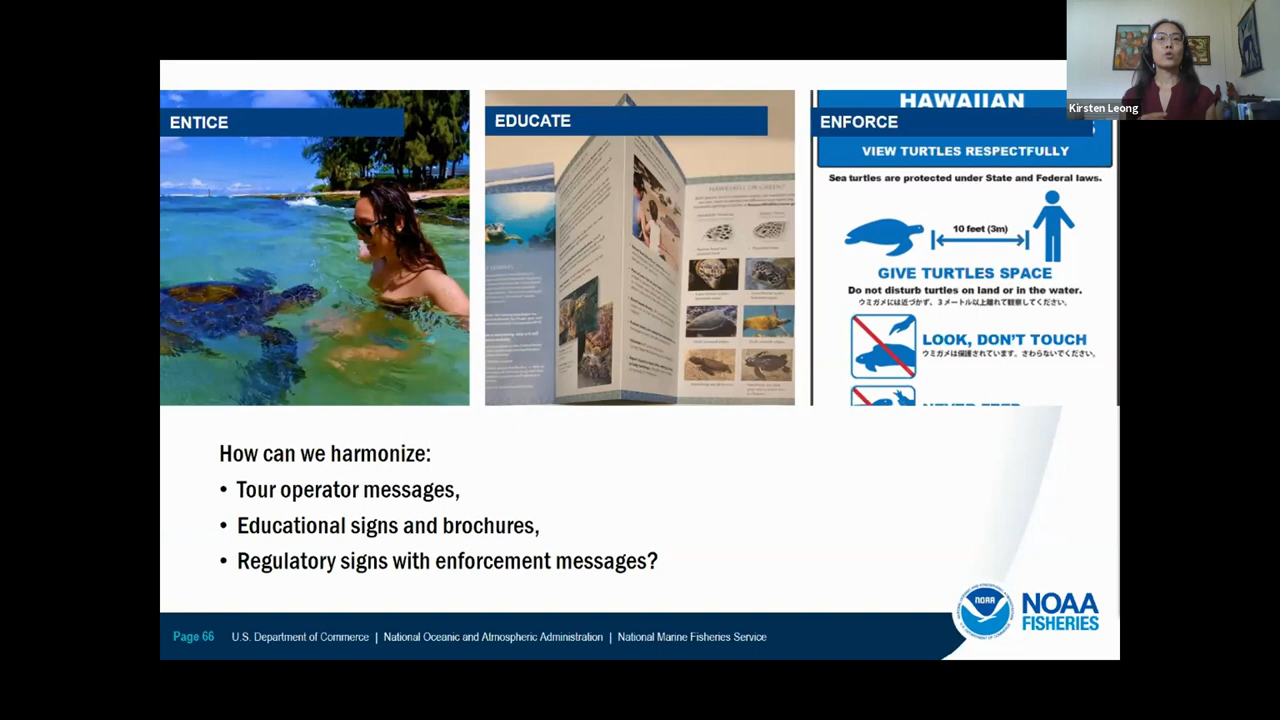 Kirsten Leong
ENTICE
EDUCATE
HAWKSBILL OR GREEN?
ENFORCE
HAWAIIAN
VIEW TURTLES RESPECTFULLY
Sea turtles are protected under State and Federal laws.
10 feet (3m)
GIVE TURTLES SPACE
Do not disturb turtles on land or in the water.
ウミガメには近づかず、3メートル以上離れて観察してください。
LOOK, DON'T TOUCH
ウミガメは保護されています。さわらないでください。
How can we harmonize:
• Tour operator messages,
• Educational signs and brochures,
• Regulatory signs with enforcement messages?
NOAA
NOAA
FISHERIES
Page 66
U.S. Department of Commerce | National Oceanic and Atmospheric Administration | National Marine Fisheries Service